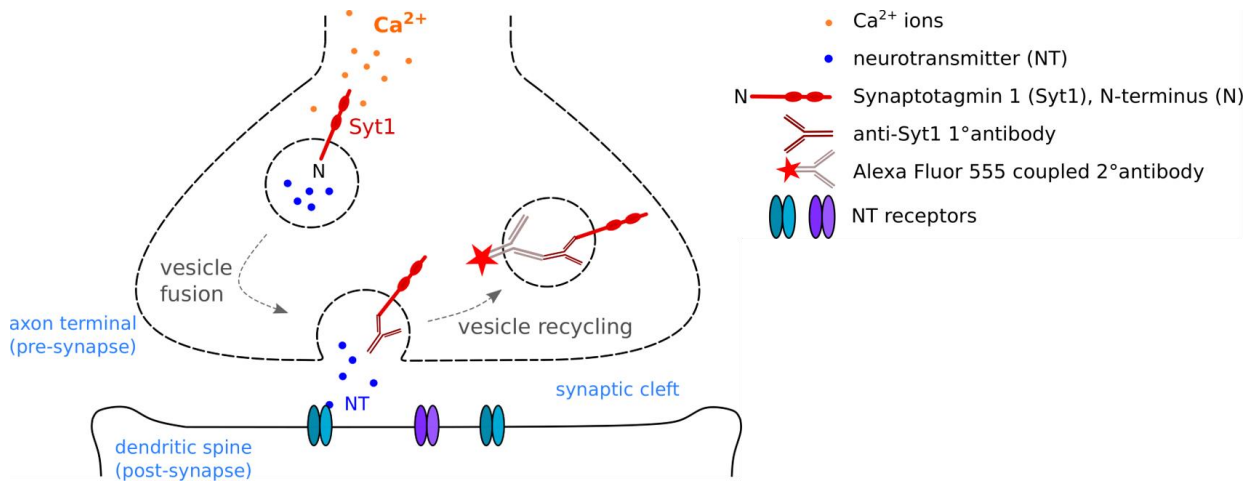 Ca²⁺
Syt1
N
vesicle
fusion
vesicle recycling
axon terminal
(pre-synapse)
synaptic cleft
NT
dendritic spine
(post-synapse)
Ca²⁺ ions
neurotransmitter (NT)
N Synaptotagmin 1 (Syt1), N-terminus (N)
anti-Syt1 1°antibody
Alexa Fluor 555 coupled 2°antibody
NT receptors